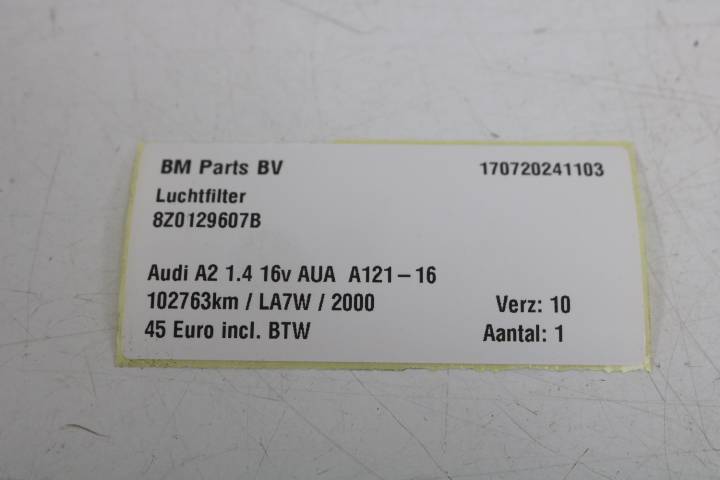 BM Parts BV 170720241103
Luchtfilter
8Z0129607B
Audi A2 1.4 16v AUA A121-16
102763km / LA7W / 2000 Verz: 10
45 Euro incl. BTW Aantal: 1